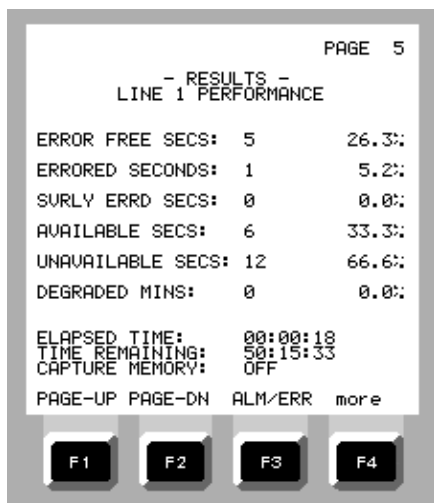 PAGE 5
- RESULTS -
LINE 1 PERFORMANCE
ERROR FREE SECS: 5 26.3%
ERRORED SECONDS: 1 5.2%
SVRLY ERRD SECS: 0 0.0%
AVAILABLE SECS: 6 33.3%
UNAVAILABLE SECS: 12 66.6%
DEGRADED MINS: 0 0.0%
ELAPSED TIME: 00:00:18
TIME REMAINING: 50:15:33
CAPTURE MEMORY: OFF
PAGE-UP PAGE-DN ALM/ERR more
F1 F2 F3 F4